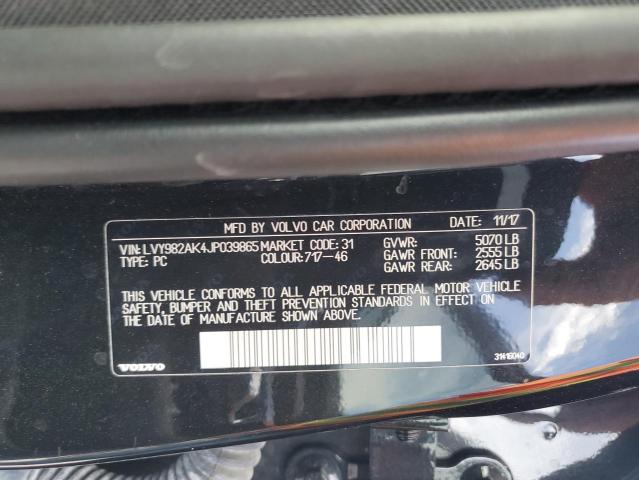 MFD BY VOLVO CAR CORPORATION DATE: 11/17
VIN: LVY982AK4JP039865 MARKET CODE: 31 GVWR: 5070 LB
TYPE: PC COLOUR: 717-46 GAWR FRONT: 2555 LB
GAWR REAR: 2645 LB
THIS VEHICLE CONFORMS TO ALL APPLICABLE FEDERAL MOTOR VEHICLE
SAFETY, BUMPER AND THEFT PREVENTION STANDARDS IN EFFECT ON
THE DATE OF MANUFACTURE SHOWN ABOVE.
VOLVO 31416040